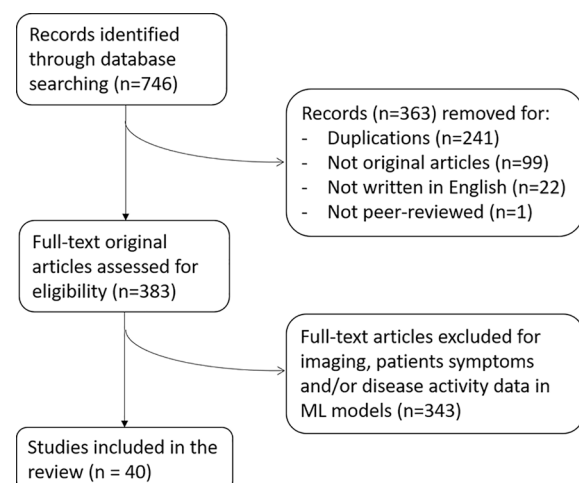 Records identified
through database
searching (n=746)
Records (n=363) removed for:
- Duplications (n=241)
- Not original articles (n=99)
- Not written in English (n=22)
- Not peer-reviewed (n=1)
Full-text original
articles assessed for
eligibility (n=383)
Full-text articles excluded for
imaging, patients symptoms
and/or disease activity data in
ML models (n=343)
Studies included in the
review (n = 40)